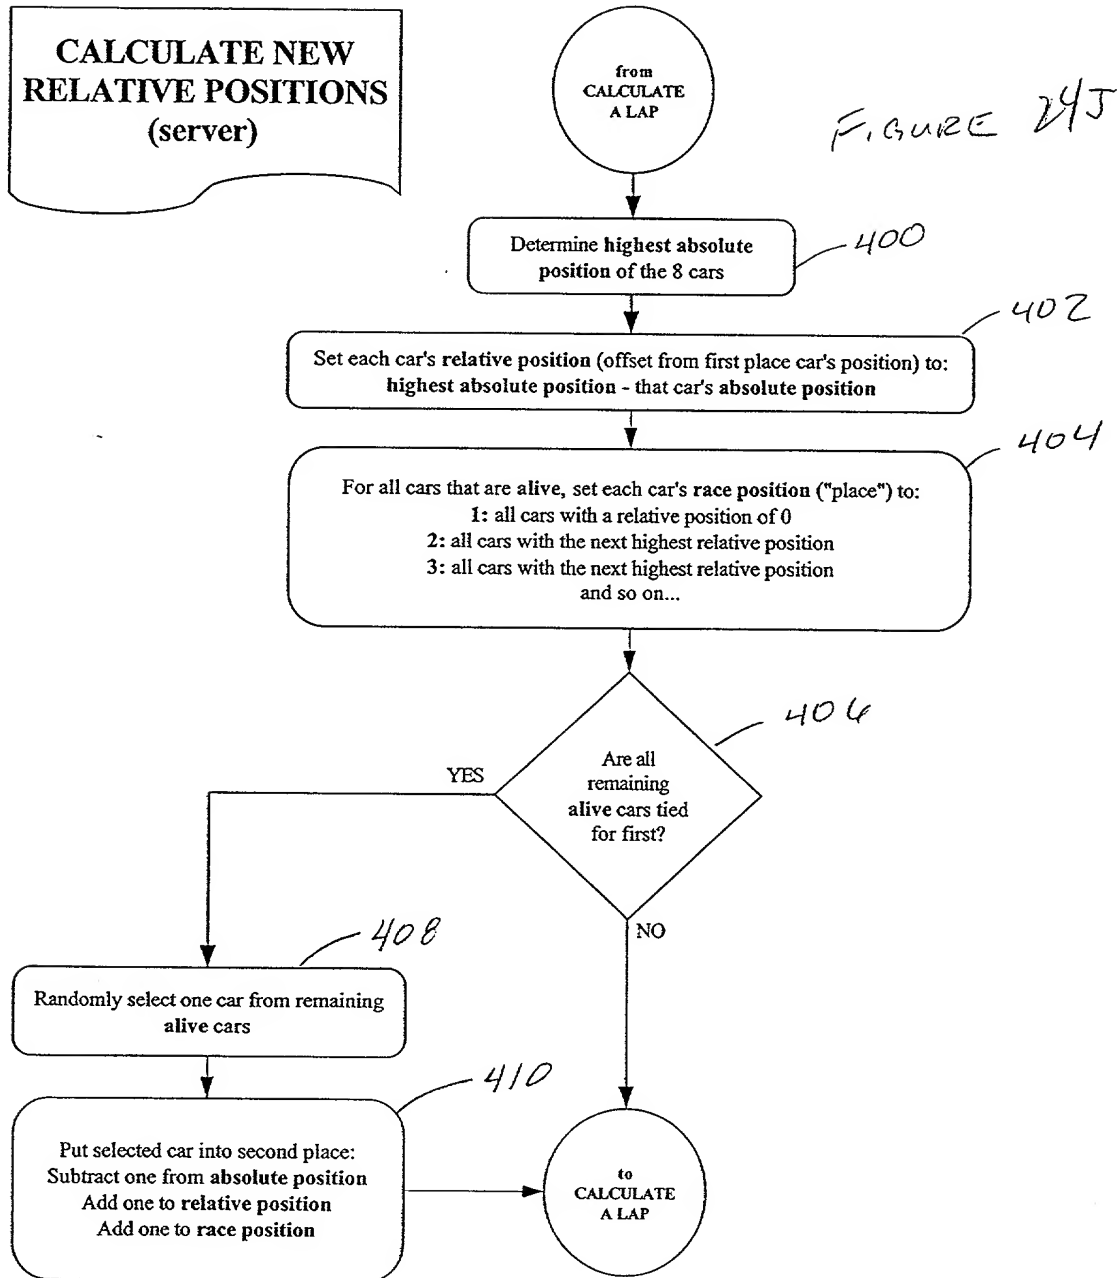 CALCULATE NEW
RELATIVE POSITIONS
(server)
from
CALCULATE
A LAP
FIGURE 24J
Determine highest absolute
position of the 8 cars
400
402
Set each car's relative position (offset from first place car's position) to:
highest absolute position - that car's absolute position
404
For all cars that are alive, set each car's race position ("place") to:
1: all cars with a relative position of 0
2: all cars with the next highest relative position
3: all cars with the next highest relative position
and so on...
406
Are all
remaining
alive cars tied
for first?
YES
NO
408
Randomly select one car from remaining
alive cars
410
Put selected car into second place:
Subtract one from absolute position
Add one to relative position
Add one to race position
to
CALCULATE
A LAP